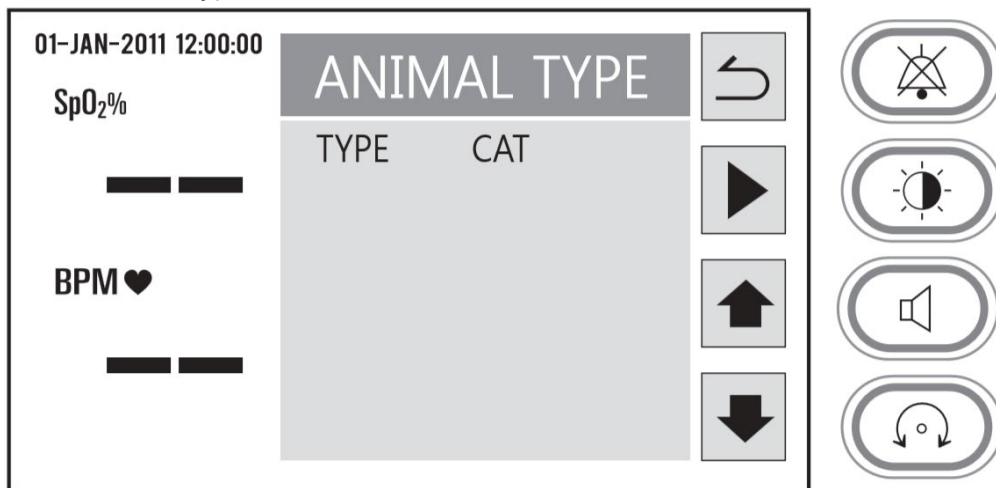 01-JAN-2011 12:00:00
SpO₂%
-- --
BPM♥
-- --
ANIMAL TYPE
TYPE CAT